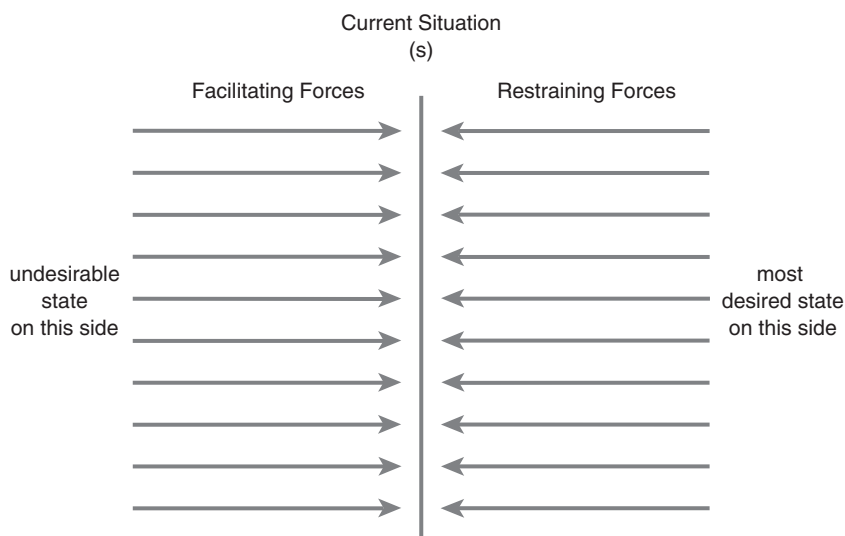 Current Situation
(s)
Facilitating Forces
Restraining Forces
undesirable
state
on this side
most
desired state
on this side